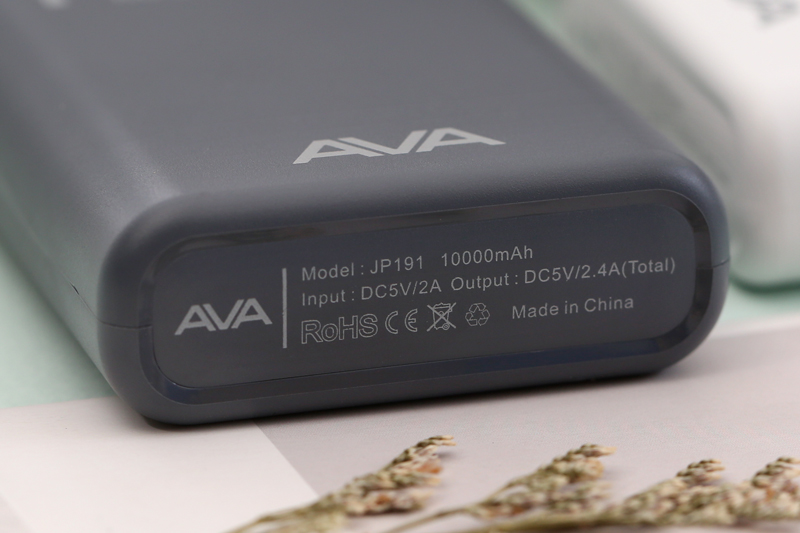 AVA
AVA
Model : JP191 10000mAh
Input : DC5V/2A Output : DC5V/2.4A(Total)
RoHS CE Made in China